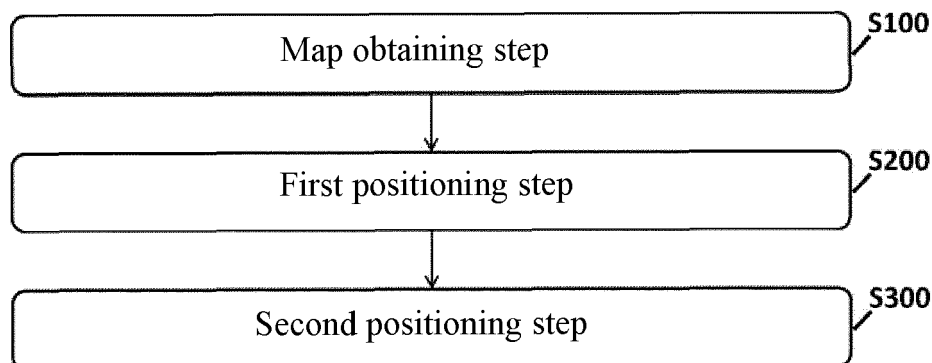 S100
Map obtaining step
S200
First positioning step
S300
Second positioning step